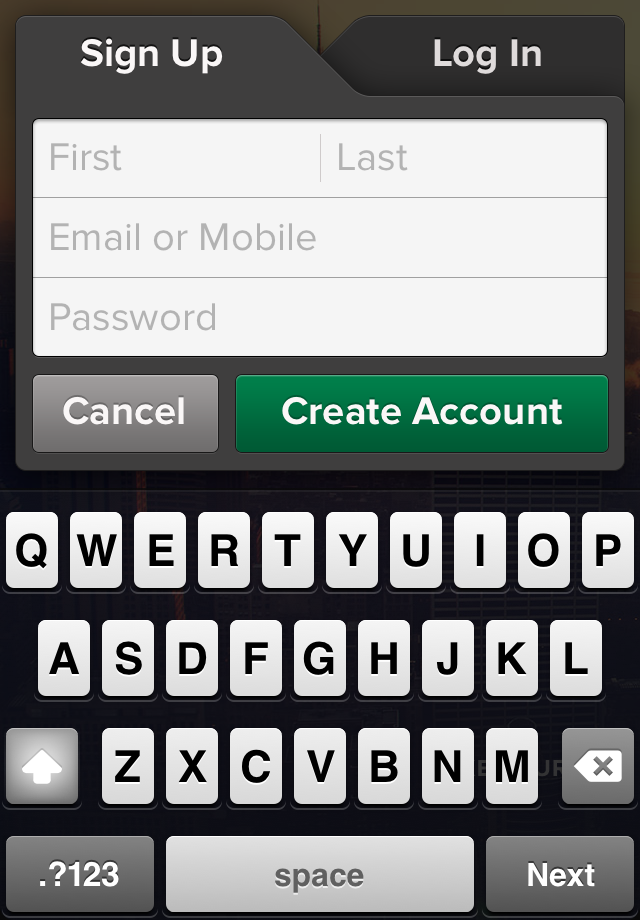 Sign Up Log In
First Last
Email or Mobile
Password
Cancel Create Account
Q W E R T Y U I O P
A S D F G H J K L
Z X C V B N M
.?123 space Next